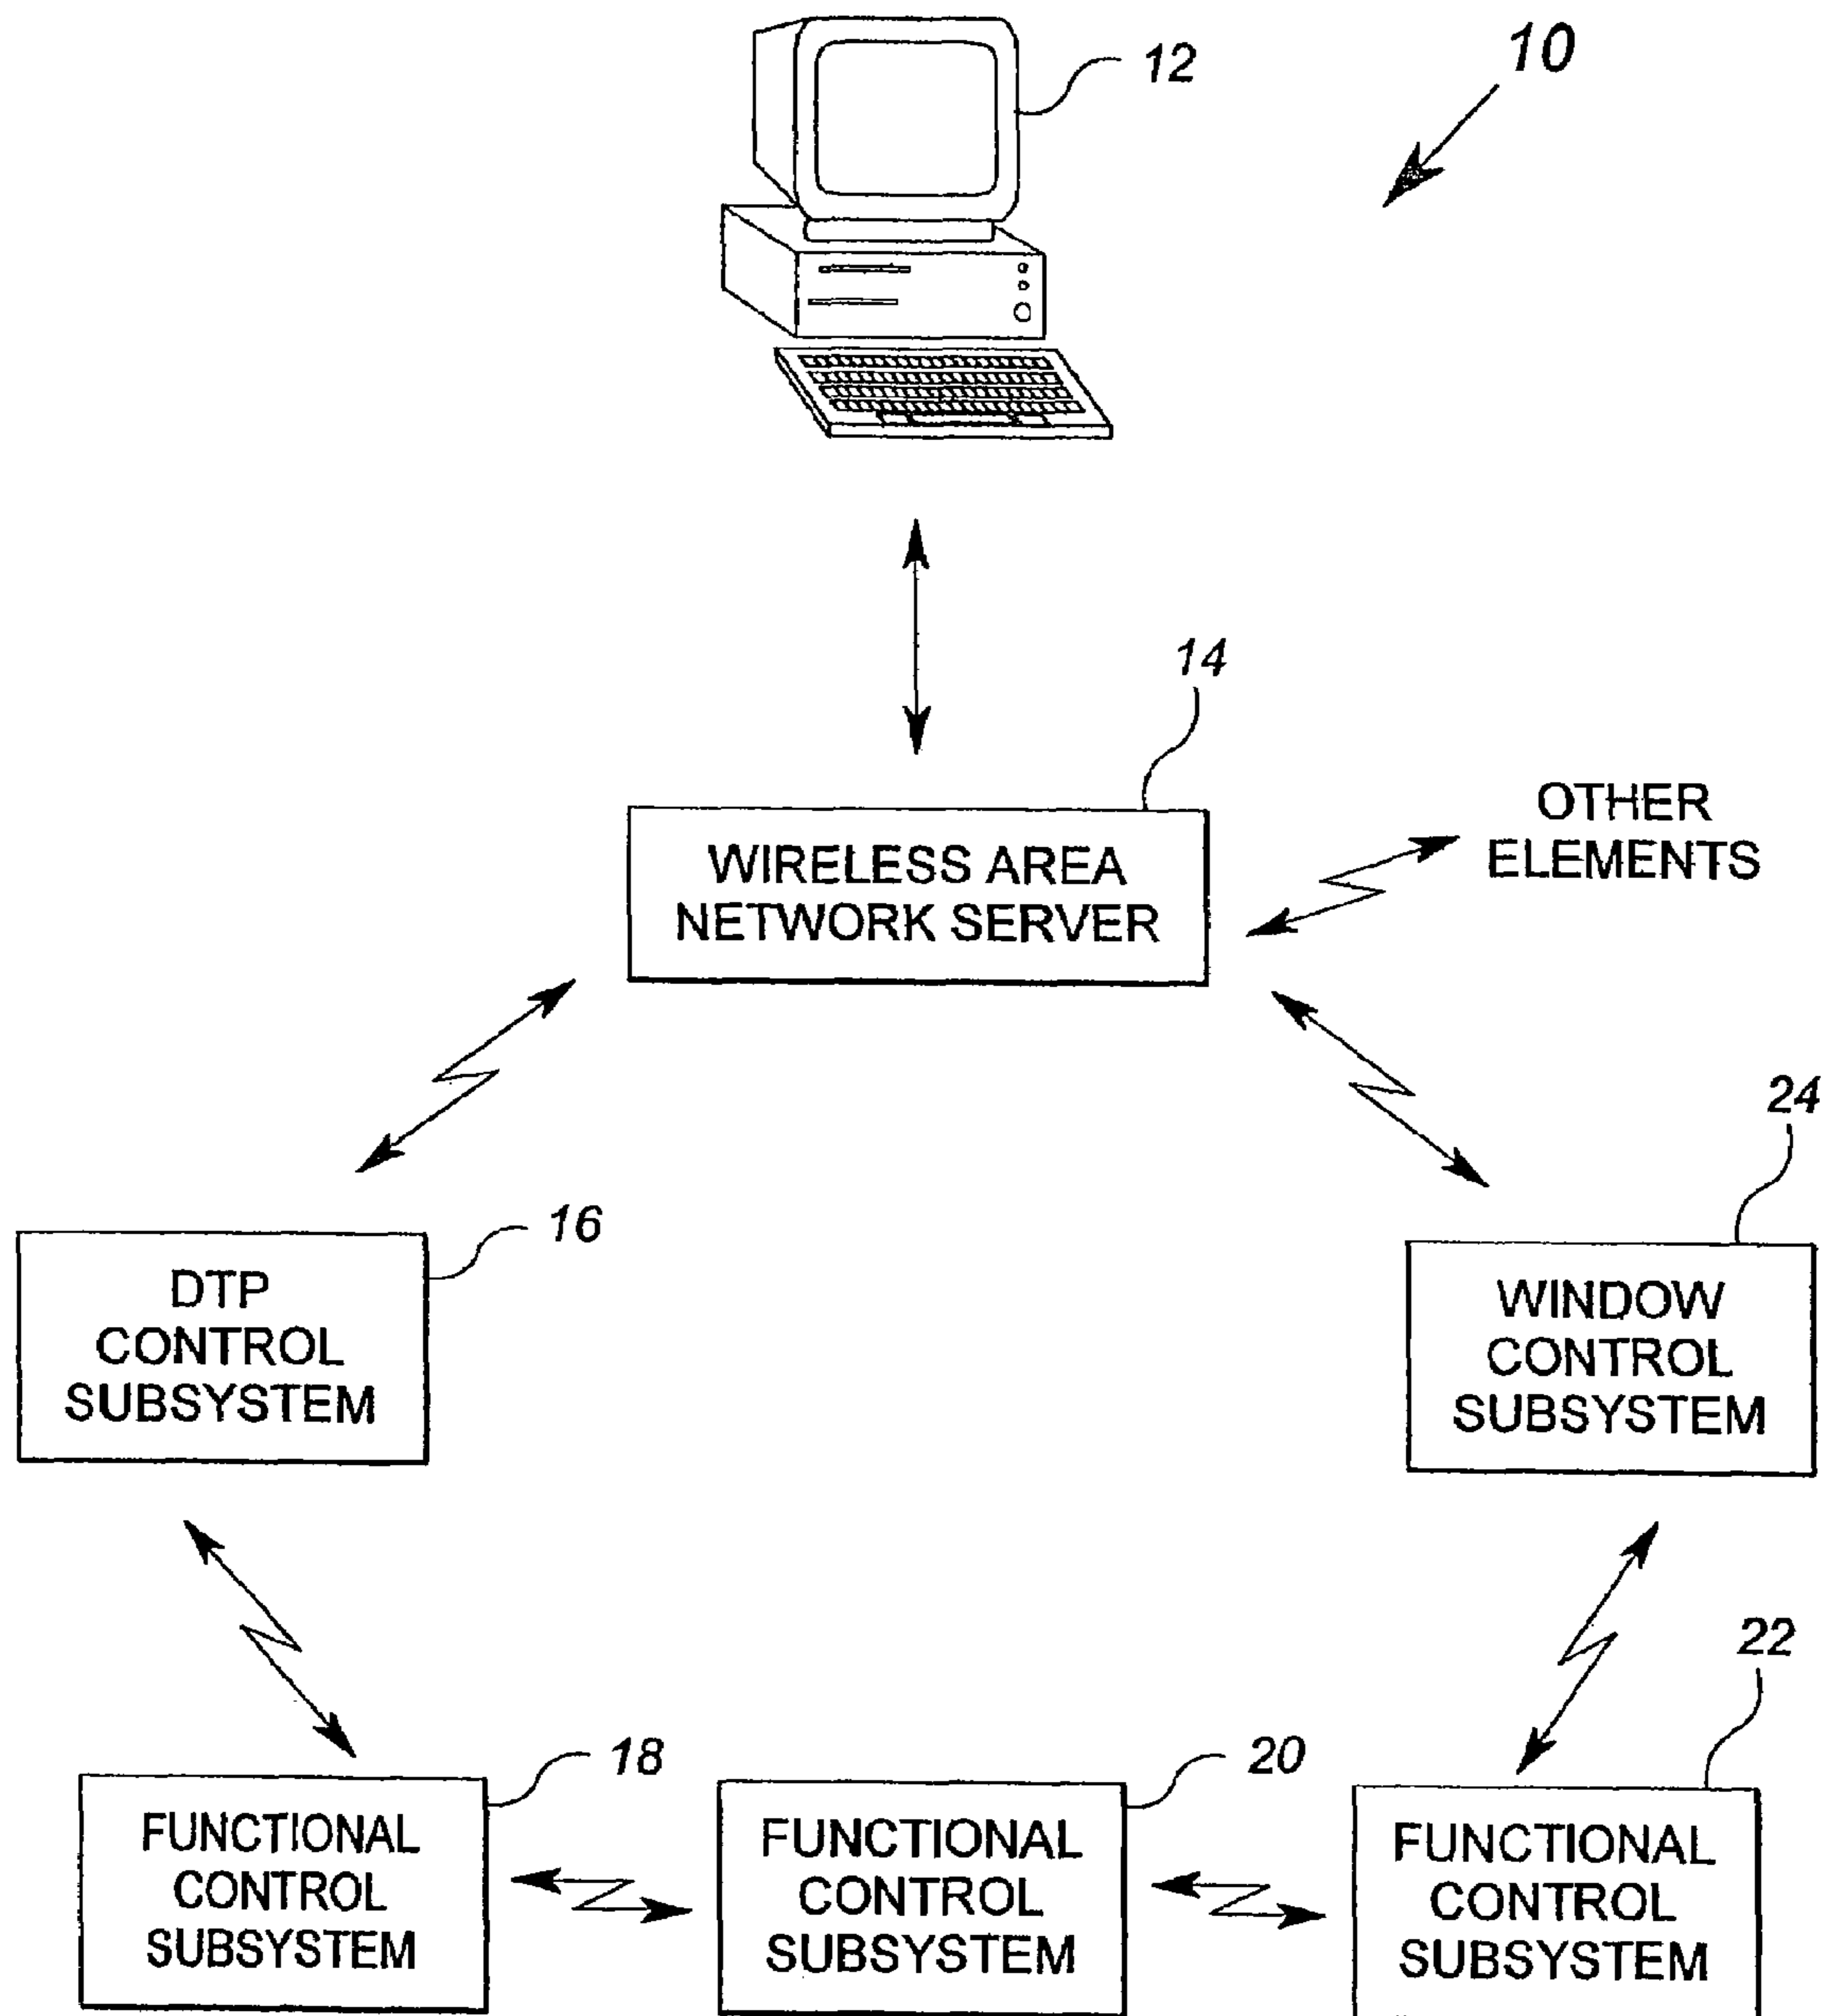 10
12
14
WIRELESS AREA
NETWORK SERVER
OTHER
ELEMENTS
16
DTP
CONTROL
SUBSYSTEM
24
WINDOW
CONTROL
SUBSYSTEM
18
FUNCTIONAL
CONTROL
SUBSYSTEM
20
FUNCTIONAL
CONTROL
SUBSYSTEM
22
FUNCTIONAL
CONTROL
SUBSYSTEM